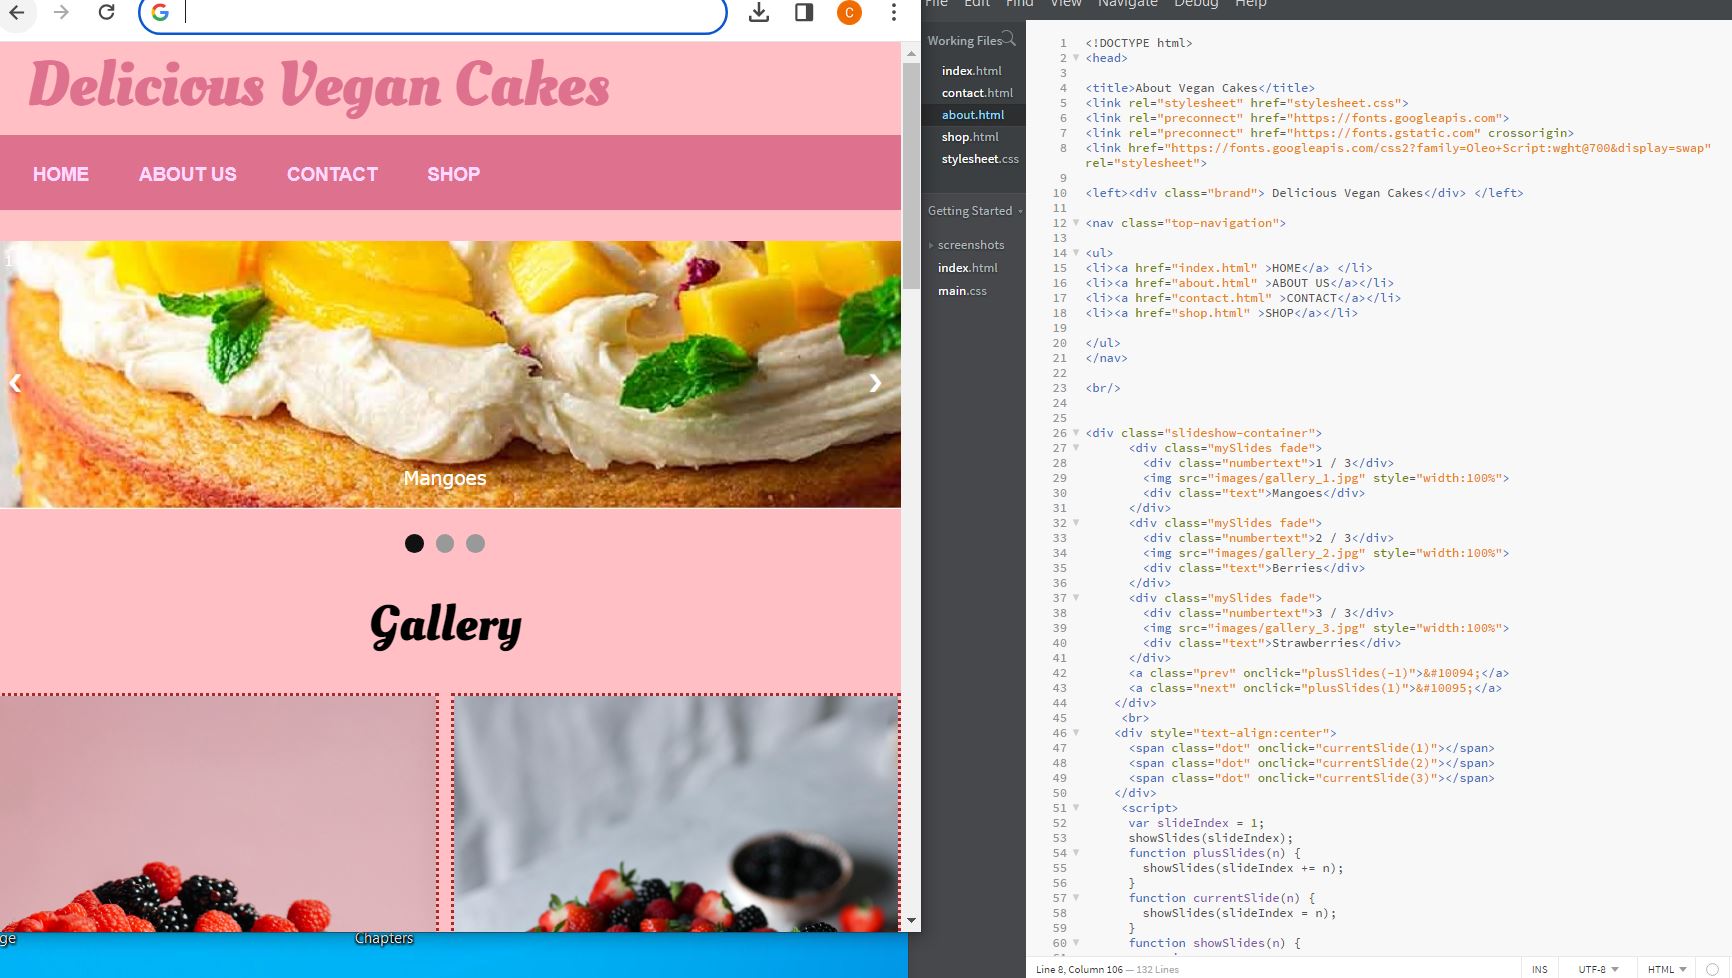 C
Delicious Vegan Cakes
HOME ABOUT US CONTACT SHOP
1
Mangoes
Gallery
ge
Chapters
File Edit Find View Navigate Debug Help
Working Files
index.html
contact.html
about.html
shop.html
stylesheet.css
Getting Started
screenshots
index.html
main.css
1 <!DOCTYPE html>
2 <head>
3
4 <title>About Vegan Cakes</title>
5 <link rel="stylesheet" href="stylesheet.css">
6 <link rel="preconnect" href="https://fonts.googleapis.com">
7 <link rel="preconnect" href="https://fonts.gstatic.com" crossorigin>
8 <link href="https://fonts.googleapis.com/css2?family=Oleo+Script:wght@700&display=swap"
rel="stylesheet">
9
10 <left><div class="brand"> Delicious Vegan Cakes</div> </left>
11
12 <nav class="top-navigation">
13
14 <ul>
15 <li><a href="index.html" >HOME</a> </li>
16 <li><a href="about.html" >ABOUT US</a></li>
17 <li><a href="contact.html" >CONTACT</a></li>
18 <li><a href="shop.html" >SHOP</a></li>
19
20 </ul>
21 </nav>
22
23 <br/>
24
25
26 <div class="slideshow-container">
27 <div class="mySlides fade">
28 <div class="numbertext">1 / 3</div>
29 <img src="images/gallery_1.jpg" style="width:100%">
30 <div class="text">Mangoes</div>
31 </div>
32 <div class="mySlides fade">
33 <div class="numbertext">2 / 3</div>
34 <img src="images/gallery_2.jpg" style="width:100%">
35 <div class="text">Berries</div>
36 </div>
37 <div class="mySlides fade">
38 <div class="numbertext">3 / 3</div>
39 <img src="images/gallery_3.jpg" style="width:100%">
40 <div class="text">Strawberries</div>
41 </div>
42 <a class="prev" onclick="plusSlides(-1)">&#10094;</a>
43 <a class="next" onclick="plusSlides(1)">&#10095;</a>
44 </div>
45 <br>
46 <div style="text-align:center">
47 <span class="dot" onclick="currentSlide(1)"></span>
48 <span class="dot" onclick="currentSlide(2)"></span>
49 <span class="dot" onclick="currentSlide(3)"></span>
50 </div>
51 <script>
52 var slideIndex = 1;
53 showSlides(slideIndex);
54 function plusSlides(n) {
55 showSlides(slideIndex += n);
56 }
57 function currentSlide(n) {
58 showSlides(slideIndex = n);
59 }
60 function showSlides(n) {
Line 8, Column 106 — 132 Lines
INS UTF-8 HTML